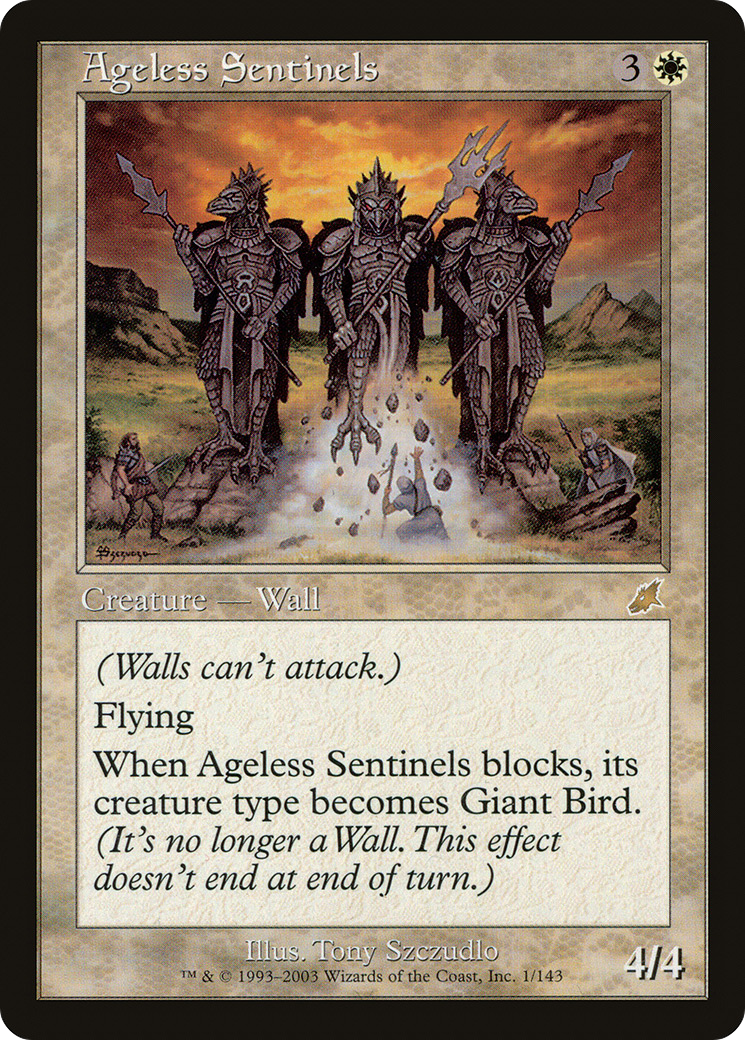 Ageless Sentinels 3
Szczudlo
Creature — Wall
(Walls can't attack.)
Flying
When Ageless Sentinels blocks, its
creature type becomes Giant Bird.
(It's no longer a Wall. This effect
doesn't end at end of turn.)
Illus. Tony Szczudlo
™ & © 1993–2003 Wizards of the Coast, Inc. 1/143
4/4